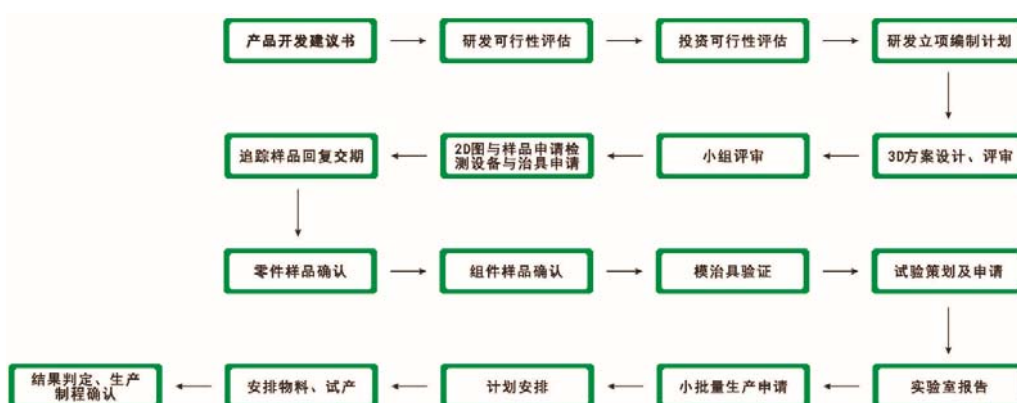 产品开发建议书
研发可行性评估
投资可行性评估
研发立项编制计划
3D方案设计、评审
小组评审
2D图与样品申请检
测设备与治具申请
追踪样品回复交期
零件样品确认
组件样品确认
模治具验证
试验策划及申请
实验室报告
小批量生产申请
计划安排
安排物料、试产
结果判定、生产
制程确认